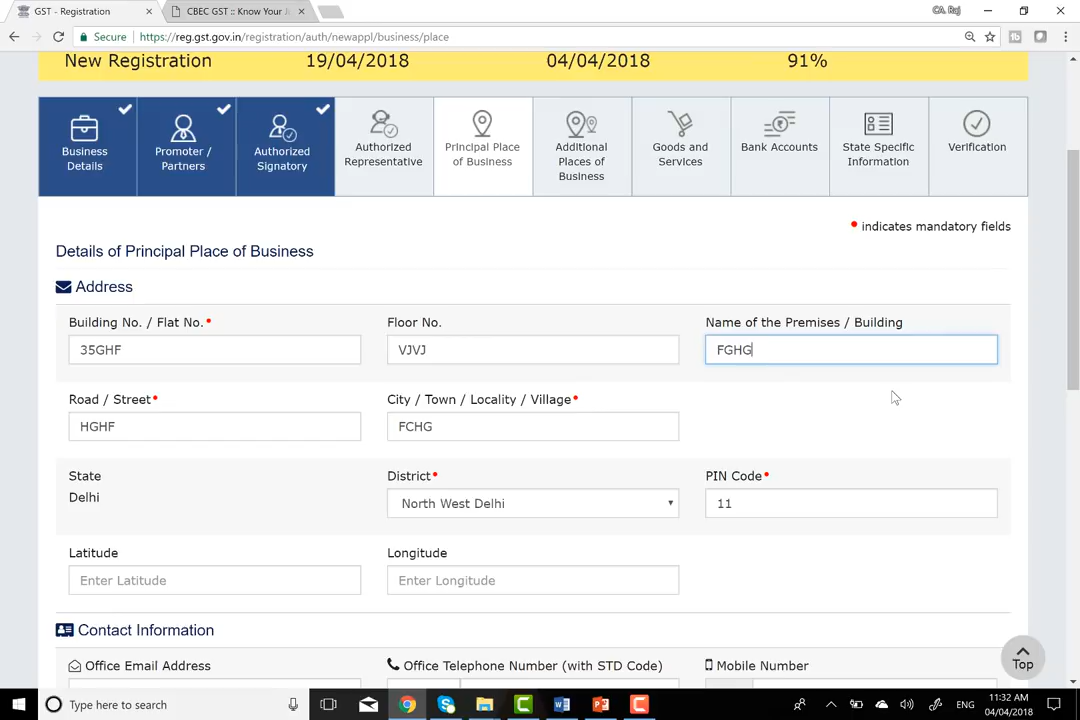 GST - Registration
CBEC GST :: Know Your J
CA. Raj
Secure
https://reg.gst.gov.in/registration/auth/newappl/business/place
New Registration 19/04/2018 04/04/2018 91%
Business Details
Promoter / Partners
Authorized Signatory
Authorized Representative
Principal Place of Business
Additional Places of Business
Goods and Services
Bank Accounts
State Specific Information
Verification
• indicates mandatory fields
Details of Principal Place of Business
Address
Building No. / Flat No.• Floor No. Name of the Premises / Building
35GHF VJVJ FGHG
Road / Street• City / Town / Locality / Village•
HGHF FCHG
State District• PIN Code•
Delhi North West Delhi 11
Latitude Longitude
Enter Latitude Enter Longitude
Contact Information
Office Email Address Office Telephone Number (with STD Code) Mobile Number
Top
Type here to search
ENG
11:32 AM
04/04/2018